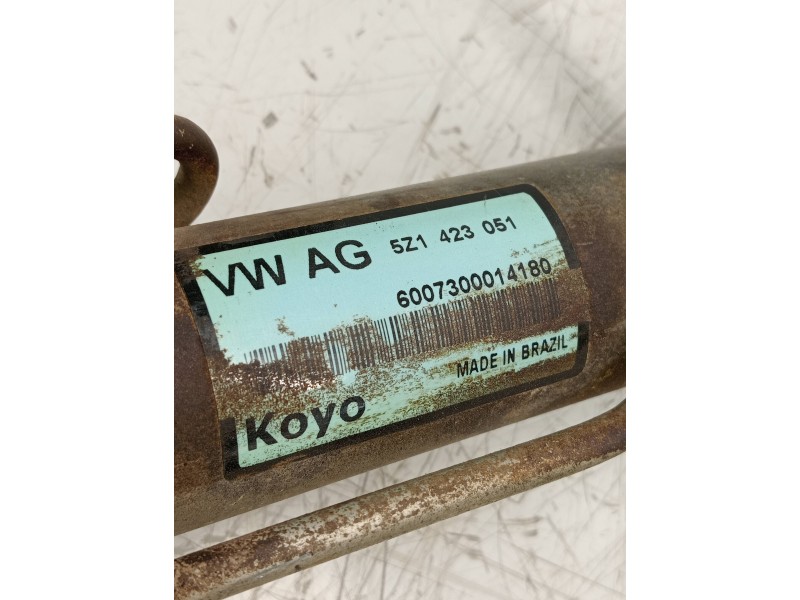 VW AG 5Z1 423 051
6007300014180
MADE IN BRAZIL
Koyo